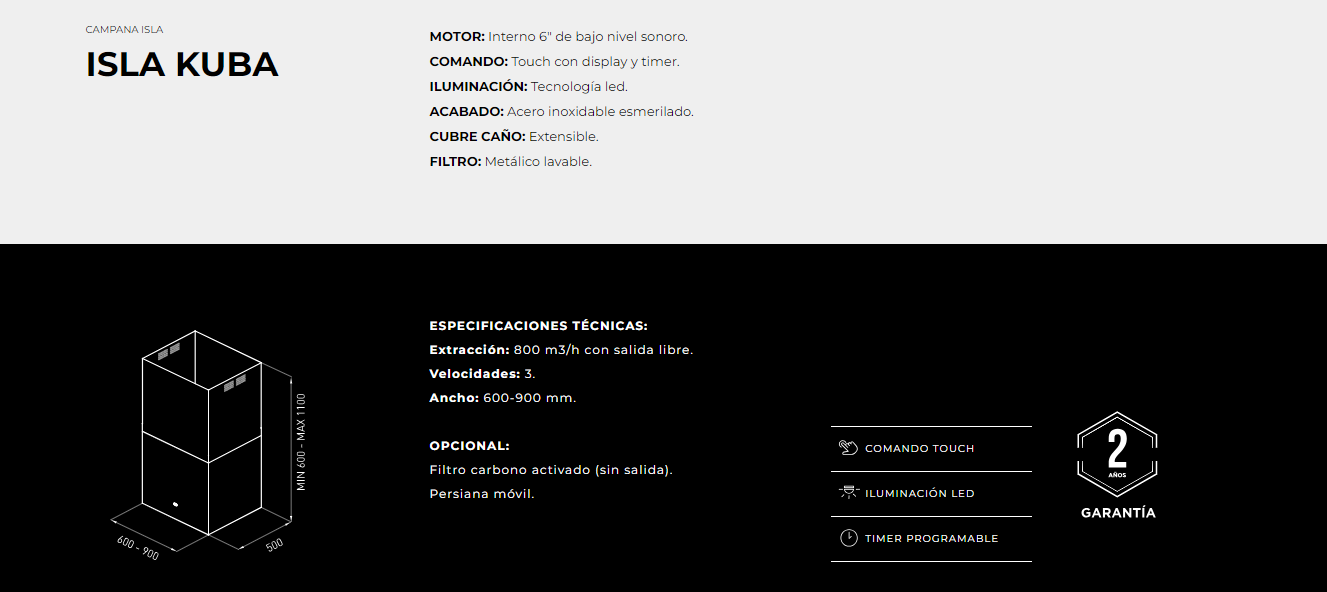 CAMPANA ISLA
ISLA KUBA
MOTOR: Interno 6" de bajo nivel sonoro.
COMANDO: Touch con display y timer.
ILUMINACIÓN: Tecnología led.
ACABADO: Acero inoxidable esmerilado.
CUBRE CAÑO: Extensible.
FILTRO: Metálico lavable.
MIN 600 - MAX 1100
600 - 900
500
ESPECIFICACIONES TÉCNICAS:
Extracción: 800 m3/h con salida libre.
Velocidades: 3.
Ancho: 600-900 mm.
OPCIONAL:
Filtro carbono activado (sin salida).
Persiana móvil.
COMANDO TOUCH
ILUMINACIÓN LED
TIMER PROGRAMABLE
2
AÑOS
GARANTÍA